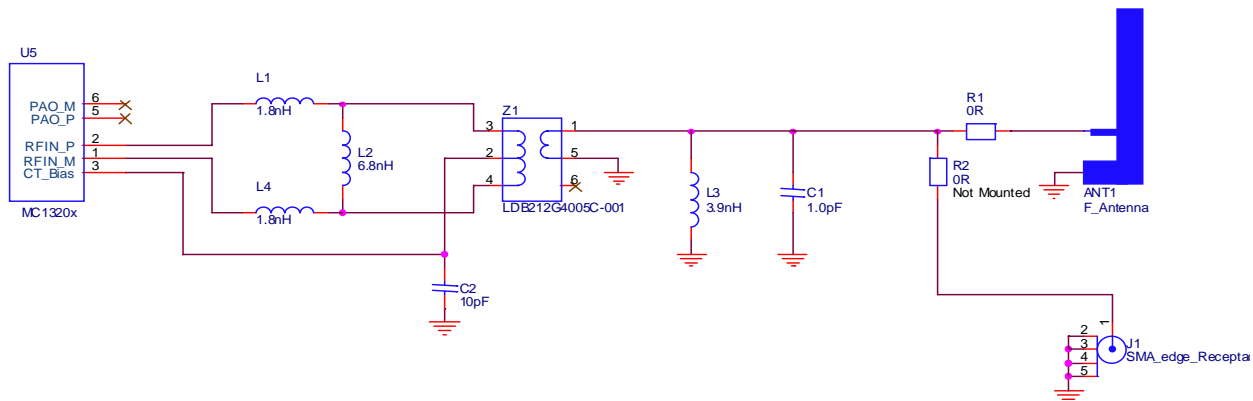 U5
PAO_M 6
PAO_P 5
RFIN_P 2
RFIN_M 1
CT_Bias 3
MC1320x
L1
1.8nH
L2
6.8nH
L4
1.8nH
Z1
3
2
4
1
5
6
LDB212G4005C-001
C2
10pF
L3
3.9nH
C1
1.0pF
R1
0R
R2
0R
Not Mounted
ANT1
F_Antenna
1
2
3
4
5
J1
SMA_edge_Receptac